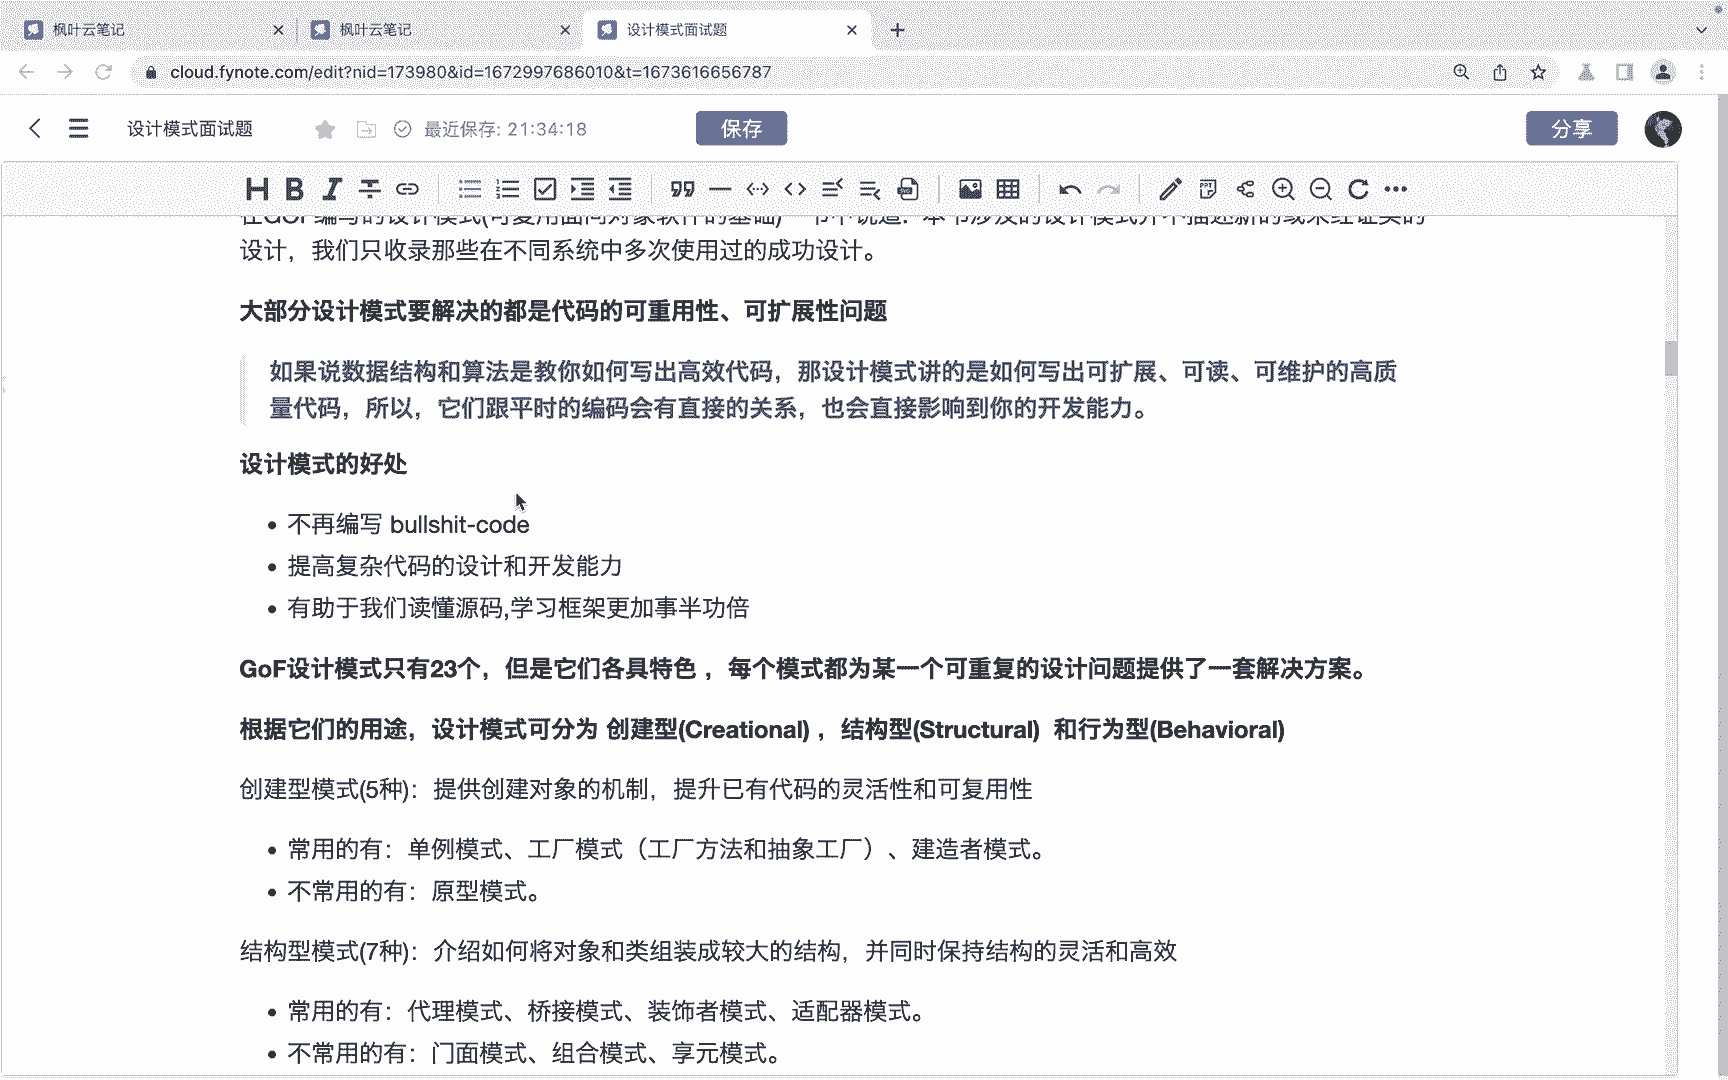 枫叶云笔记
枫叶云笔记
设计模式面试题
cloud.fynote.com/edit?nid=173980&id=1672997686010&t=1673616656787
设计模式面试题
最近保存: 21:34:18
保存
分享
设计，我们只收录那些在不同系统中多次使用过的成功设计。
大部分设计模式要解决的都是代码的可重用性、可扩展性问题
如果说数据结构和算法是教你如何写出高效代码，那设计模式讲的是如何写出可扩展、可读、可维护的高质
量代码，所以，它们跟平时的编码会有直接的关系，也会直接影响到你的开发能力。
设计模式的好处
不再编写 bullshit-code
提高复杂代码的设计和开发能力
有助于我们读懂源码,学习框架更加事半功倍
GoF设计模式只有23个，但是它们各具特色 ，每个模式都为某一个可重复的设计问题提供了一套解决方案。
根据它们的用途，设计模式可分为 创建型(Creational) ，结构型(Structural) 和行为型(Behavioral)
创建型模式(5种)：提供创建对象的机制，提升已有代码的灵活性和可复用性
常用的有：单例模式、工厂模式（工厂方法和抽象工厂）、建造者模式。
不常用的有：原型模式。
结构型模式(7种)：介绍如何将对象和类组装成较大的结构，并同时保持结构的灵活和高效
常用的有：代理模式、桥接模式、装饰者模式、适配器模式。
不常用的有：门面模式、组合模式、享元模式。